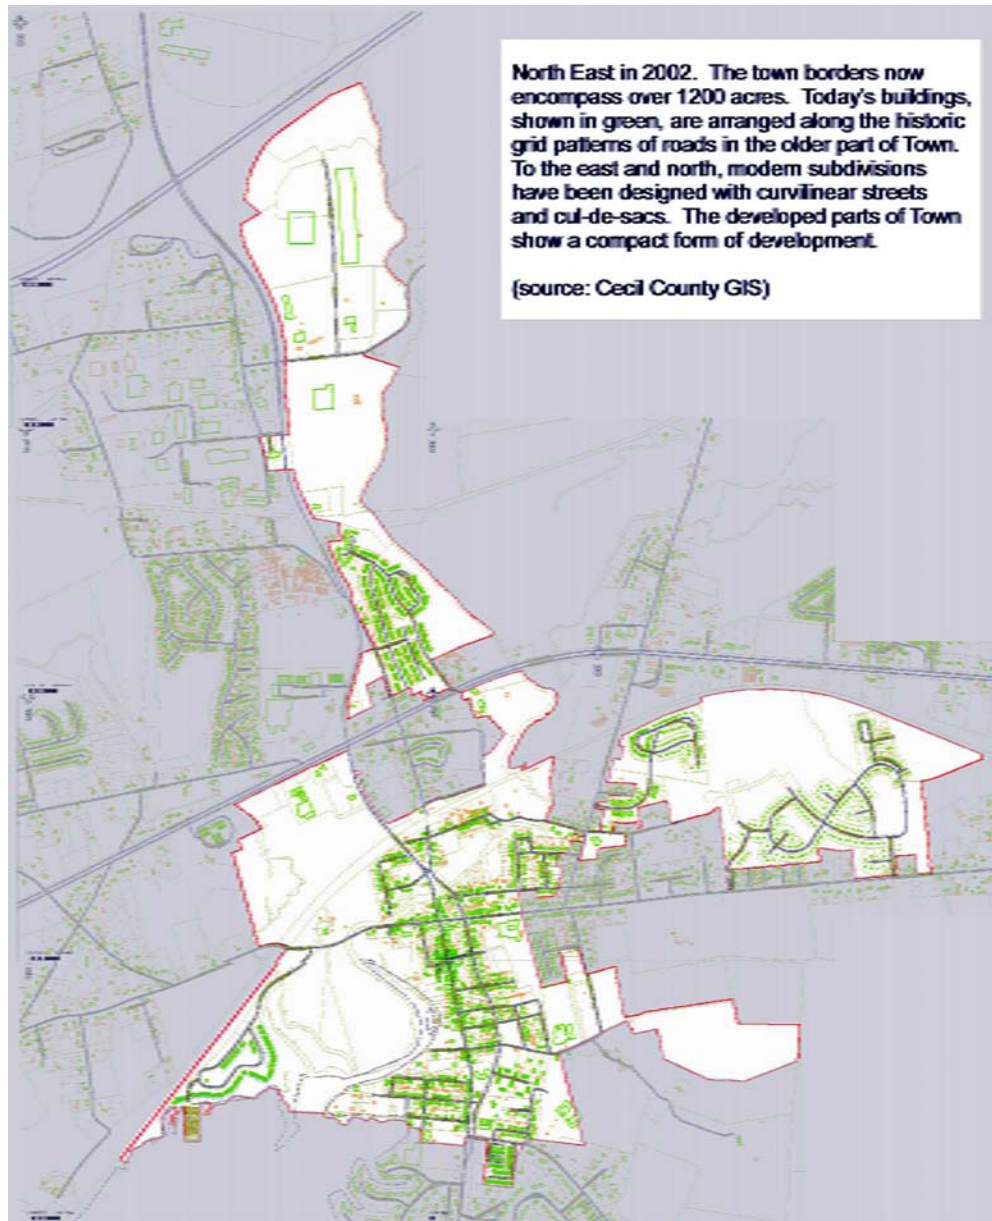 North East in 2002. The town borders now
encompass over 1200 acres. Today's buildings,
shown in green, are arranged along the historic
grid patterns of roads in the older part of Town.
To the east and north, modern subdivisions
have been designed with curvilinear streets
and cul-de-sacs. The developed parts of Town
show a compact form of development.
(source: Cecil County GIS)